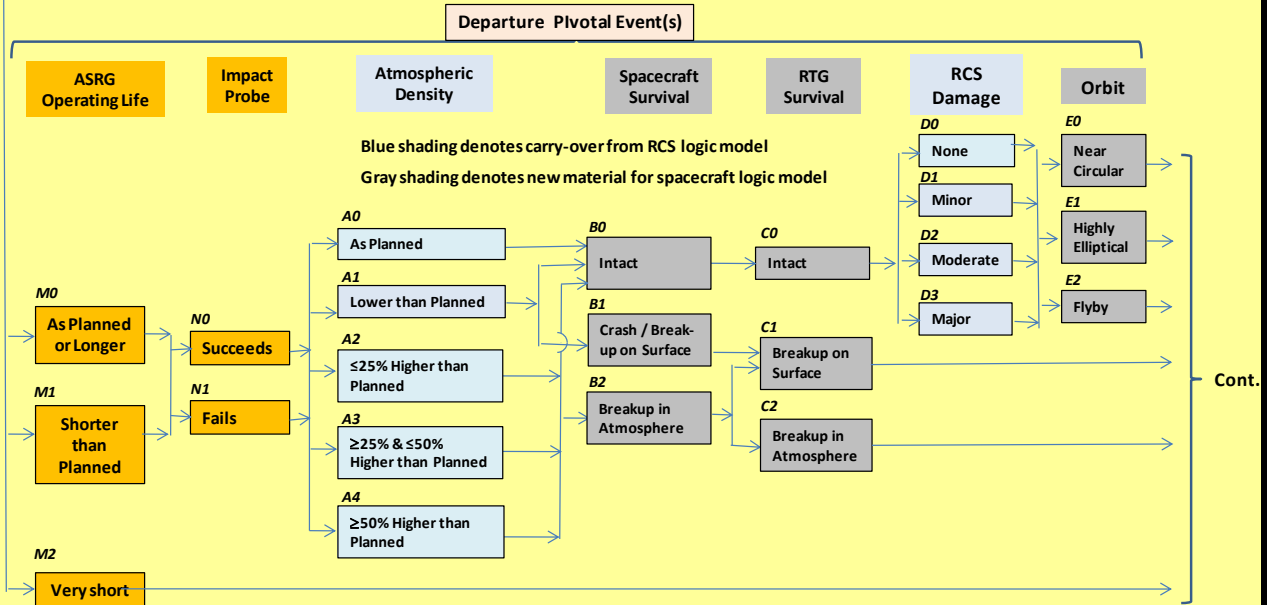 Departure PIvotal Event(s)
ASRG
Operating Life
Impact
Probe
Atmospheric
Density
Spacecraft
Survival
RTG
Survival
RCS
Damage
Orbit
Blue shading denotes carry-over from RCS logic model
Gray shading denotes new material for spacecraft logic model
M0
As Planned
or Longer
M1
Shorter
than
Planned
M2
Very short
N0
Succeeds
N1
Fails
A0
As Planned
A1
Lower than Planned
A2
≤25% Higher than
Planned
A3
≥25% & ≤50%
Higher than Planned
A4
≥50% Higher than
Planned
B0
Intact
B1
Crash / Break-
up on Surface
B2
Breakup in
Atmosphere
C0
Intact
C1
Breakup on
Surface
C2
Breakup in
Atmosphere
D0
None
D1
Minor
D2
Moderate
D3
Major
E0
Near
Circular
E1
Highly
Elliptical
E2
Flyby
Cont.